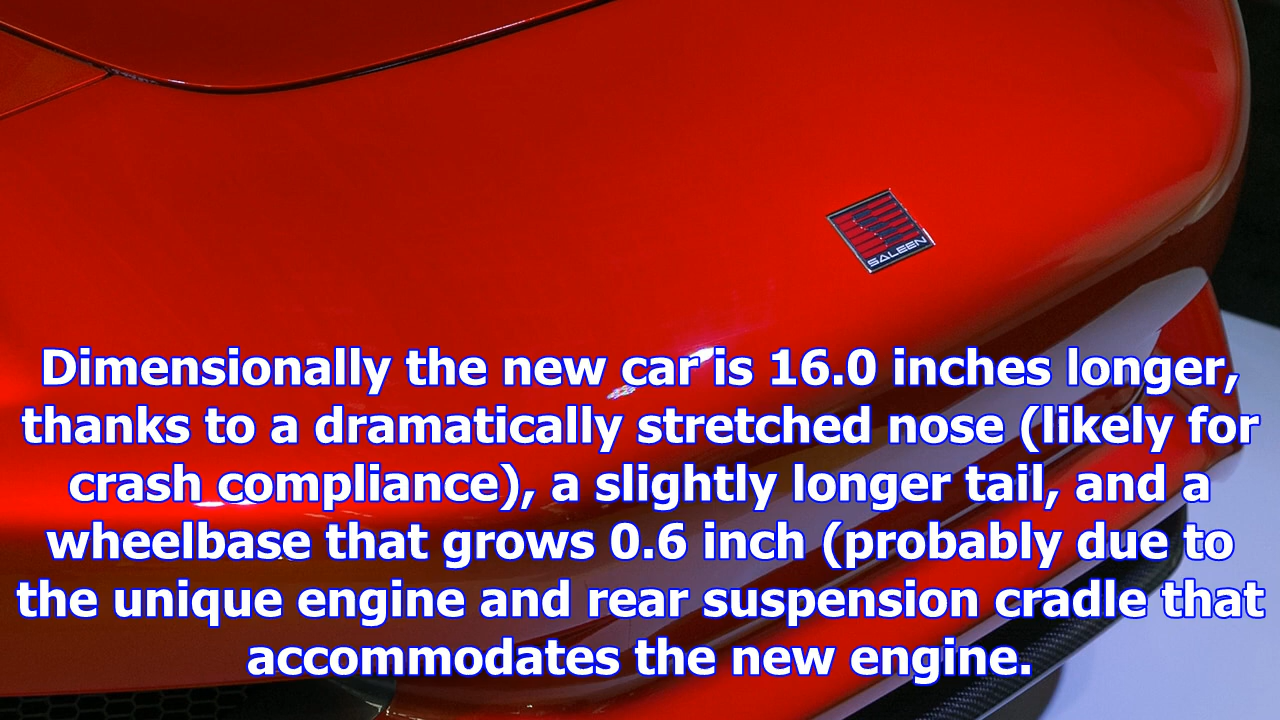 SALEEN
Dimensionally the new car is 16.0 inches longer,
thanks to a dramatically stretched nose (likely for
crash compliance), a slightly longer tail, and a
wheelbase that grows 0.6 inch (probably due to
the unique engine and rear suspension cradle that
accommodates the new engine.